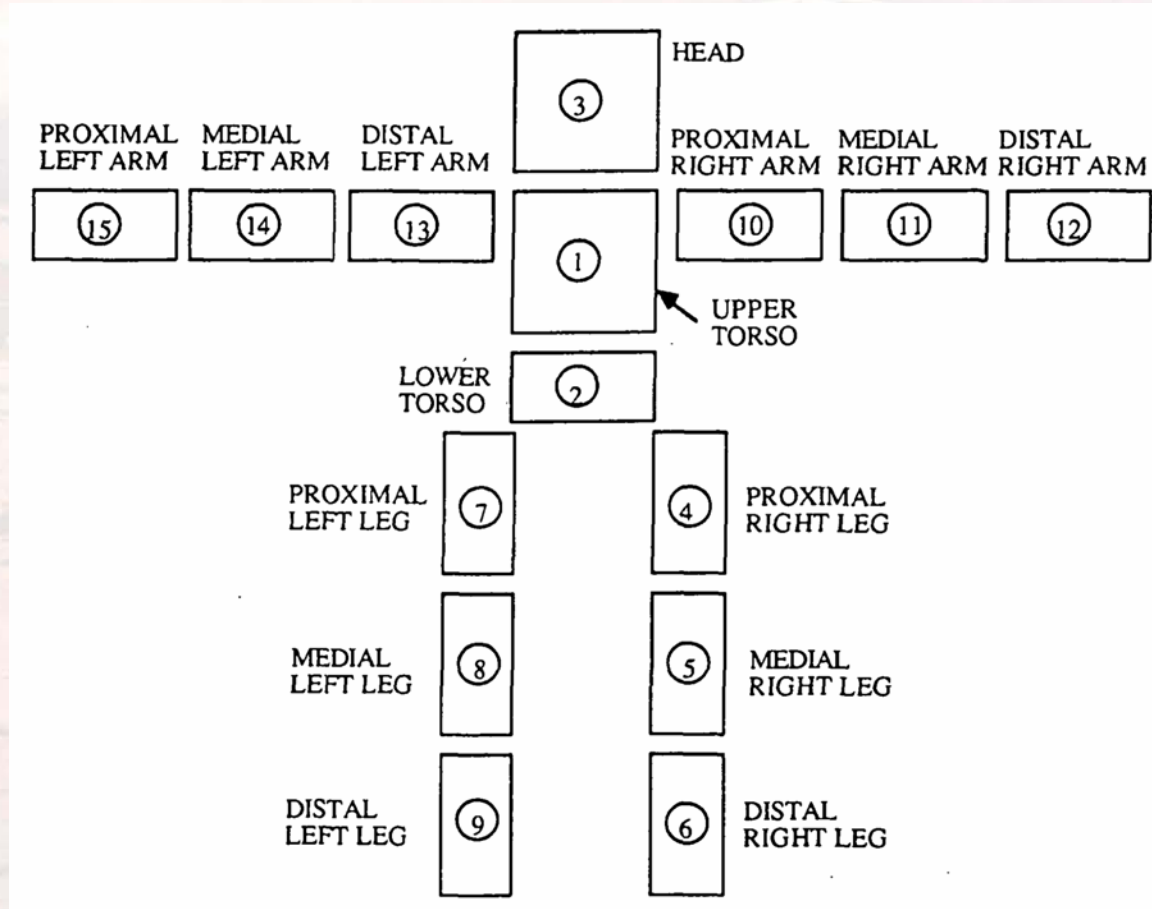 HEAD
3
PROXIMAL
LEFT ARM
MEDIAL
LEFT ARM
DISTAL
LEFT ARM
PROXIMAL
RIGHT ARM
MEDIAL
RIGHT ARM
DISTAL
RIGHT ARM
15
14
13
1
10
11
12
UPPER
TORSO
LOWER
TORSO
2
PROXIMAL
LEFT LEG
7
4
PROXIMAL
RIGHT LEG
MEDIAL
LEFT LEG
8
5
MEDIAL
RIGHT LEG
DISTAL
LEFT LEG
9
6
DISTAL
RIGHT LEG